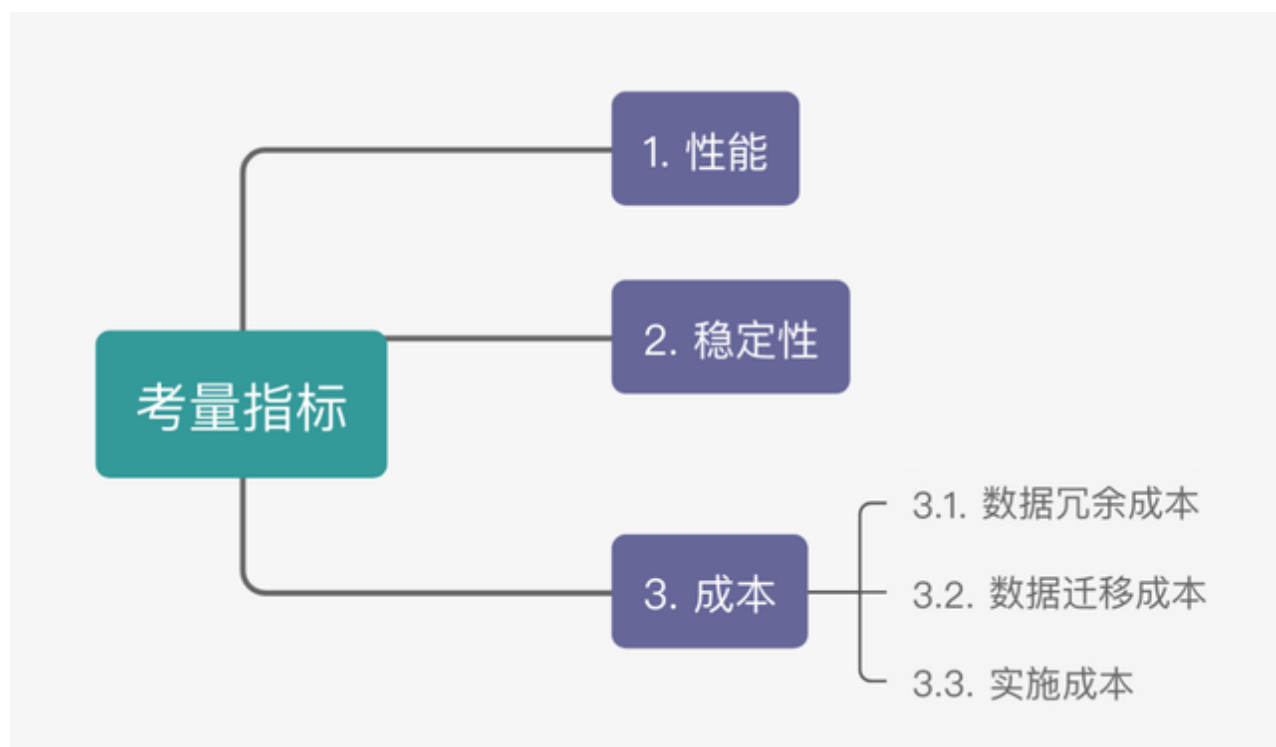 考量指标
1. 性能
2. 稳定性
3. 成本
3.1. 数据冗余成本
3.2. 数据迁移成本
3.3. 实施成本